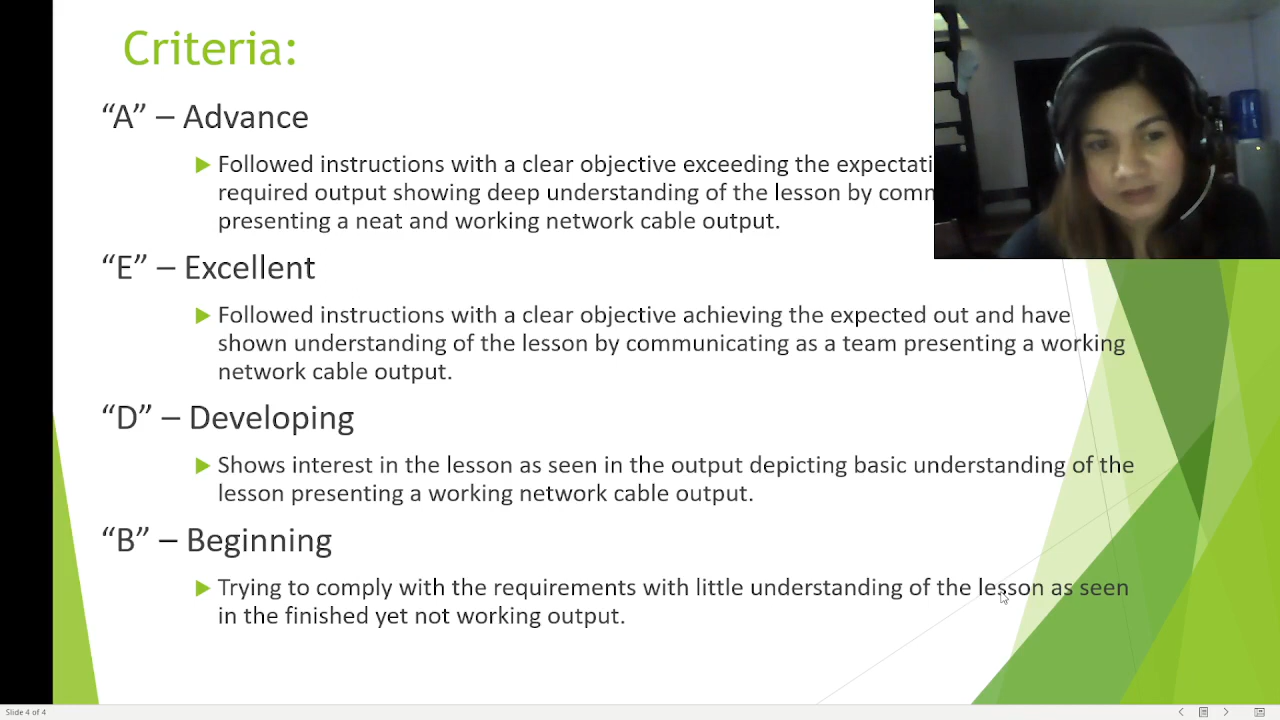 Criteria:
“A” – Advance
Followed instructions with a clear objective exceeding the
required output showing deep understanding of the lesson by
presenting a neat and working network cable output.
“E” – Excellent
Followed instructions with a clear objective achieving the expected out and have
shown understanding of the lesson by communicating as a team presenting a working
network cable output.
“D” – Developing
Shows interest in the lesson as seen in the output depicting basic understanding of the
lesson presenting a working network cable output.
“B” – Beginning
Trying to comply with the requirements with little understanding of the lesson as seen
in the finished yet not working output.
Slide 4 of 4